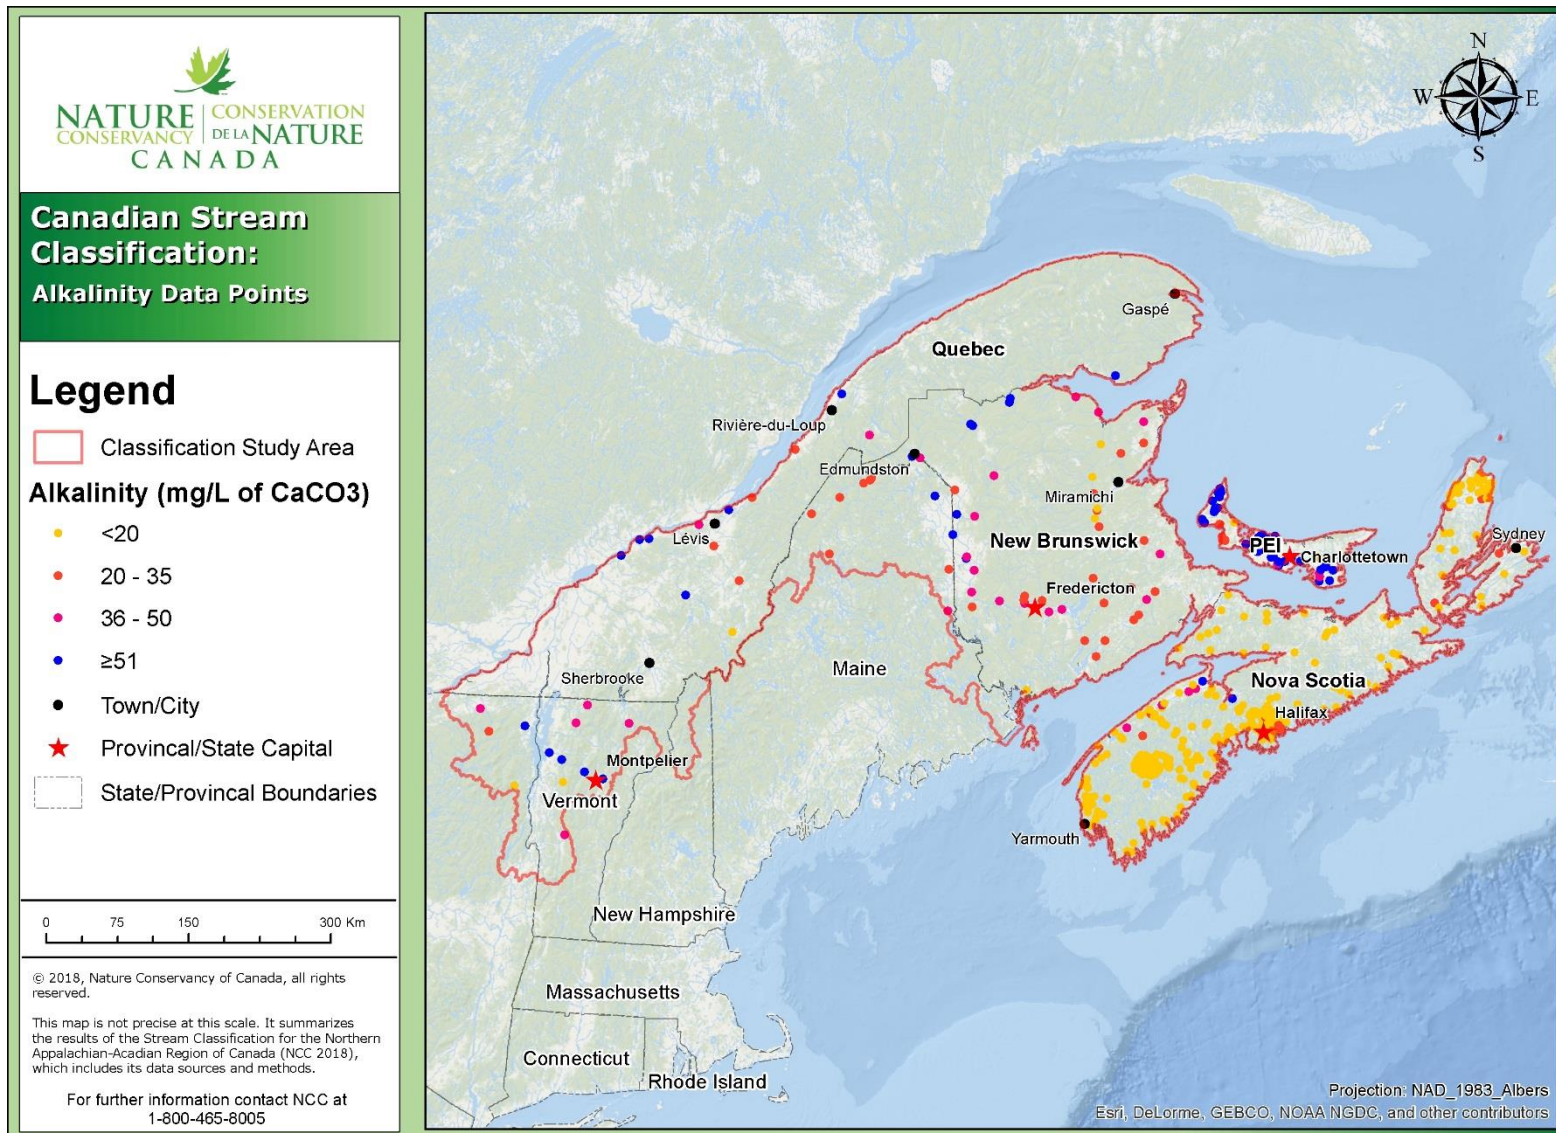 NATURE
CONSERVANCY
CONSERVATION
DE LA NATURE
CANADA
Canadian Stream
Classification:
Alkalinity Data Points
Legend
Classification Study Area
Alkalinity (mg/L of CaCO3)
<20
20 - 35
36 - 50
≥51
Town/City
Provincal/State Capital
State/Provincal Boundaries
0 75 150 300 Km
© 2018, Nature Conservancy of Canada, all rights
reserved.
This map is not precise at this scale. It summarizes
the results of the Stream Classification for the Northern
Appalachian-Acadian Region of Canada (NCC 2018),
which includes its data sources and methods.
For further information contact NCC at
1-800-465-8005
N
W E
S
Gaspé
Quebec
Rivière-du-Loup
Edmundston
Miramichi
Lévis
New Brunswick
PEI
Charlottetown
Sydney
Fredericton
Maine
Sherbrooke
Nova Scotia
Halifax
Montpelier
Vermont
Yarmouth
New Hampshire
Massachusetts
Connecticut
Rhode Island
Projection: NAD_1983_Albers
Esri, DeLorme, GEBCO, NOAA NGDC, and other contributors